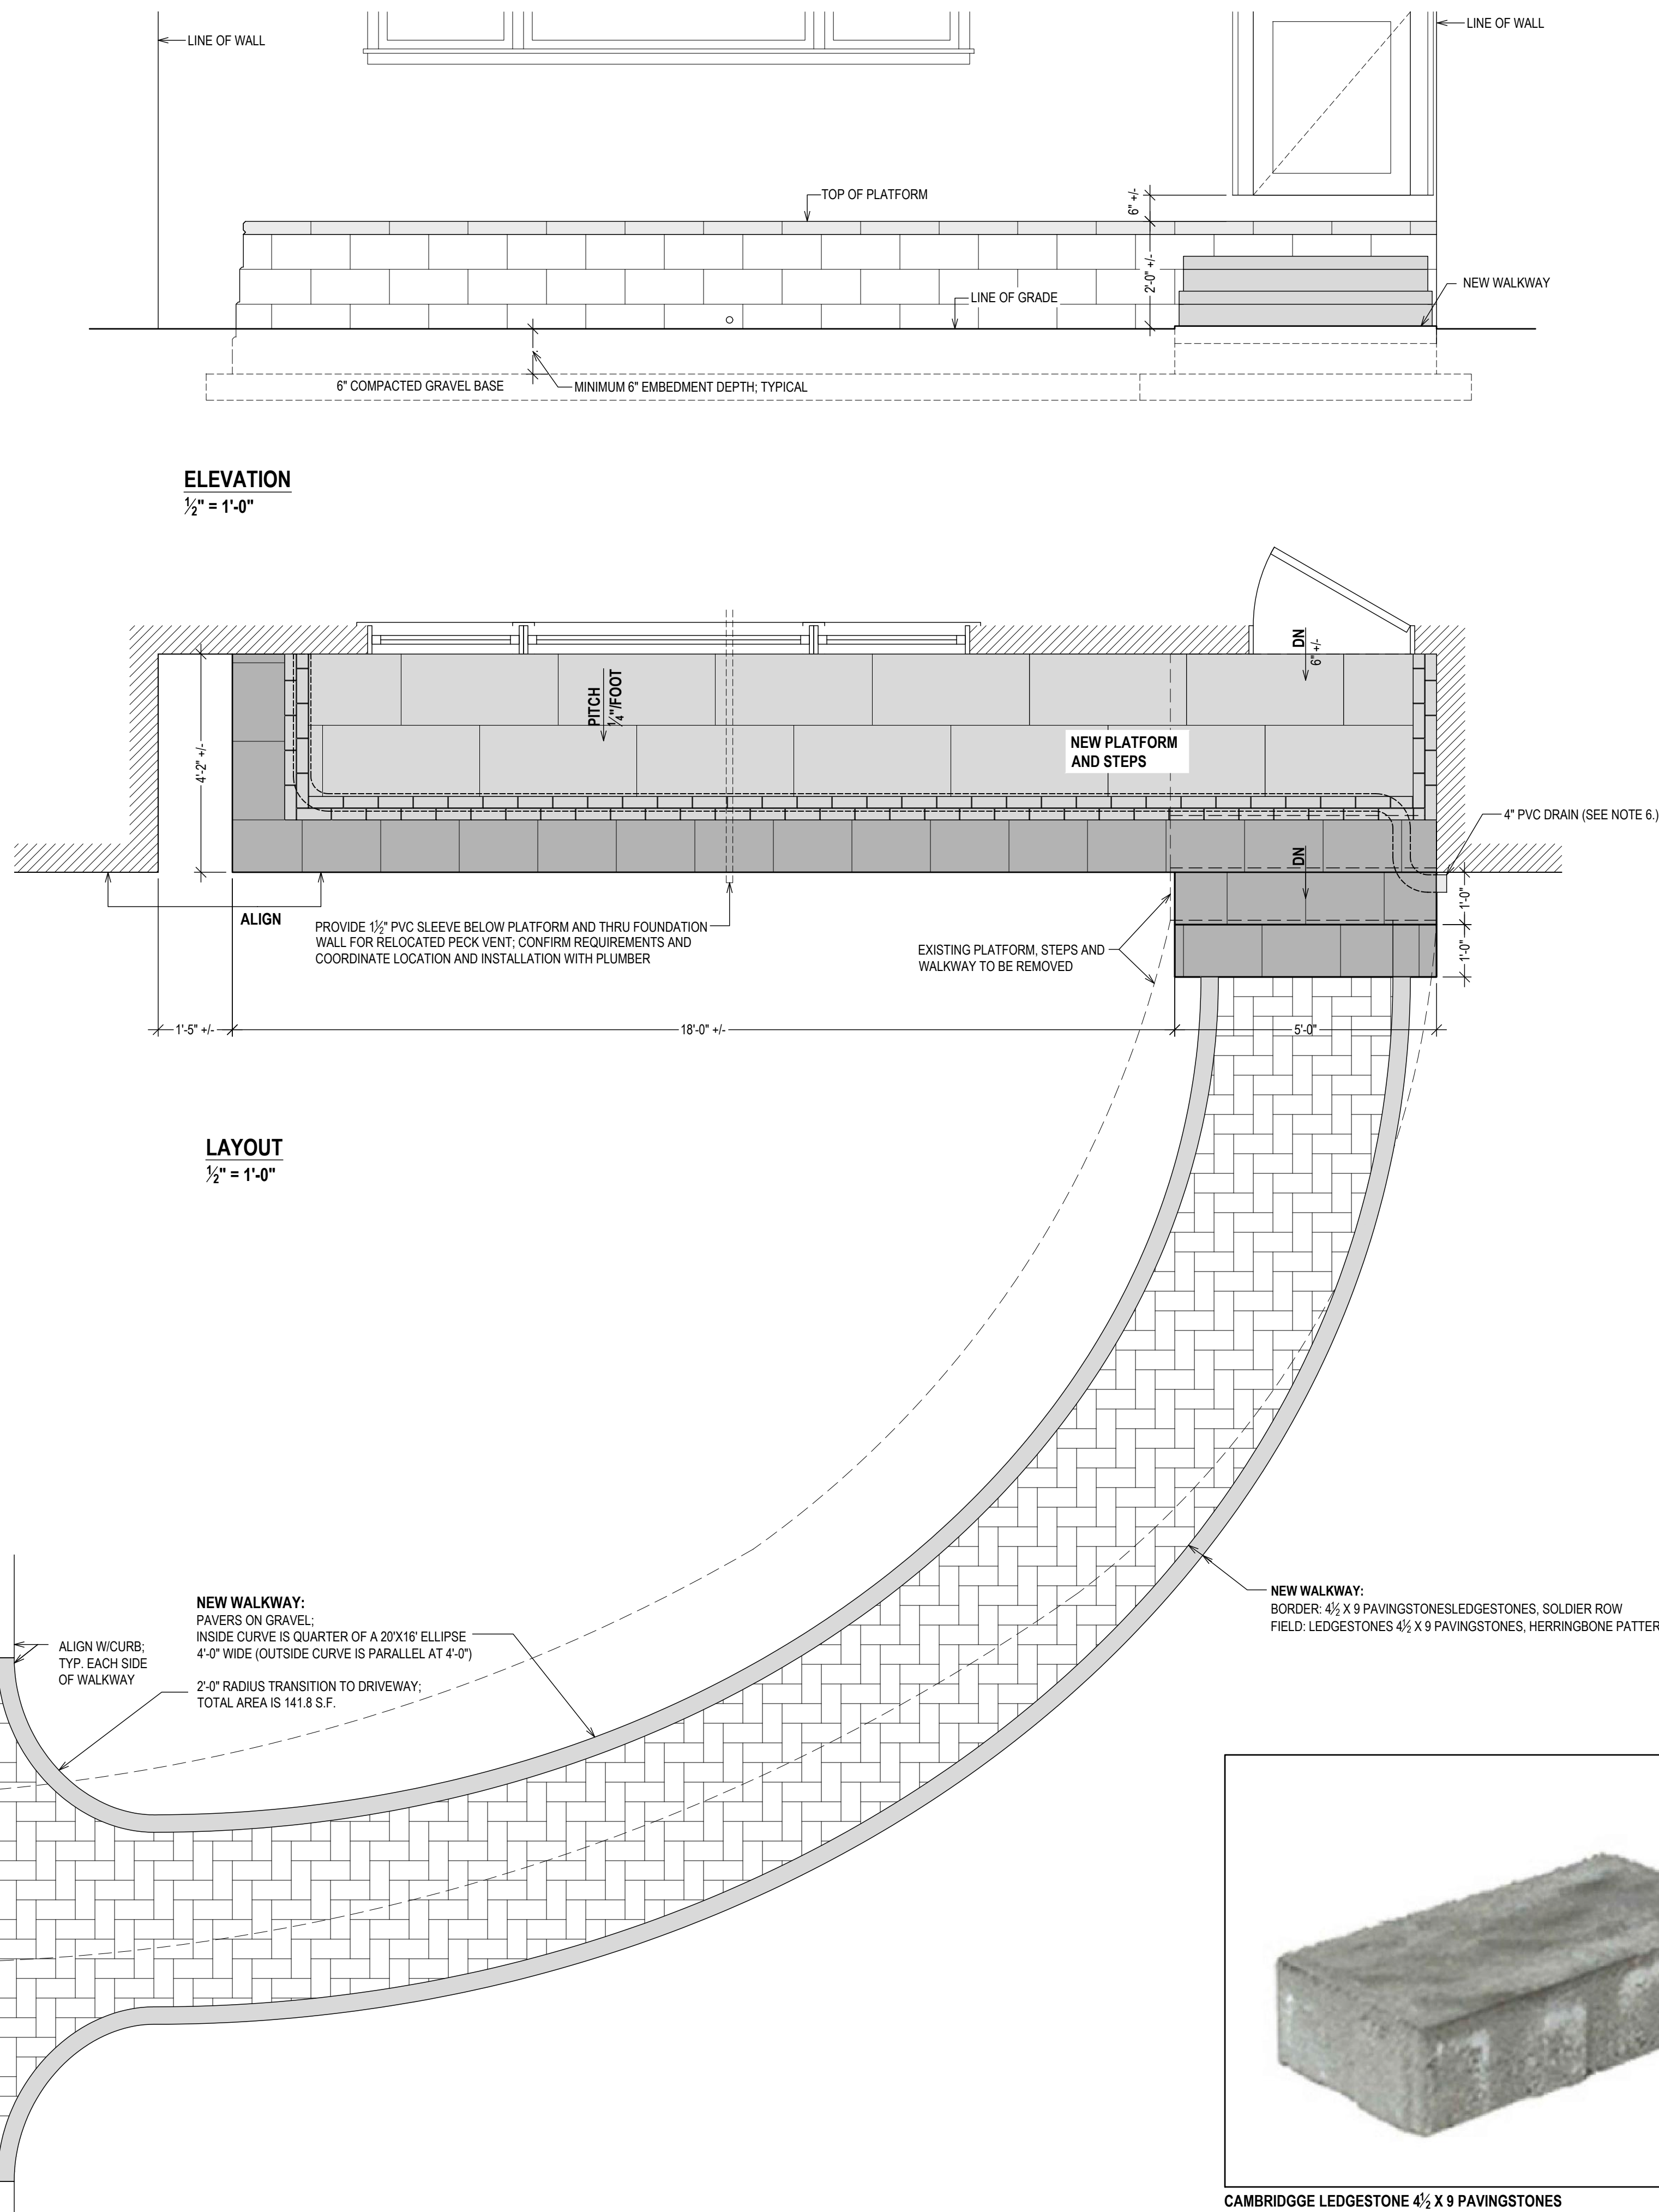 LINE OF WALL
LINE OF WALL
TOP OF PLATFORM
6" +/-
2'-0" +/-
LINE OF GRADE
NEW WALKWAY
6" COMPACTED GRAVEL BASE
MINIMUM 6" EMBEDMENT DEPTH; TYPICAL
ELEVATION
½" = 1'-0"
DN
6" +/-
PITCH
¼"/FOOT
4'-2" +/-
NEW PLATFORM
AND STEPS
4" PVC DRAIN (SEE NOTE 6.)
DN
1'-0"
1'-0"
ALIGN
PROVIDE 1½" PVC SLEEVE BELOW PLATFORM AND THRU FOUNDATION
WALL FOR RELOCATED PECK VENT; CONFIRM REQUIREMENTS AND
COORDINATE LOCATION AND INSTALLATION WITH PLUMBER
EXISTING PLATFORM, STEPS AND
WALKWAY TO BE REMOVED
1'-5" +/-
18'-0" +/-
5'-0"
LAYOUT
½" = 1'-0"
NEW WALKWAY:
PAVERS ON GRAVEL;
INSIDE CURVE IS QUARTER OF A 20'X16' ELLIPSE
4'-0" WIDE (OUTSIDE CURVE IS PARALLEL AT 4'-0")
2'-0" RADIUS TRANSITION TO DRIVEWAY;
TOTAL AREA IS 141.8 S.F.
ALIGN W/CURB;
TYP. EACH SIDE
OF WALKWAY
NEW WALKWAY:
BORDER: 4½ X 9 PAVINGSTONESLEDGESTONES, SOLDIER ROW
FIELD: LEDGESTONES 4½ X 9 PAVINGSTONES, HERRINGBONE PATTER
CAMBRIDGGE LEDGESTONE 4½ X 9 PAVINGSTONES